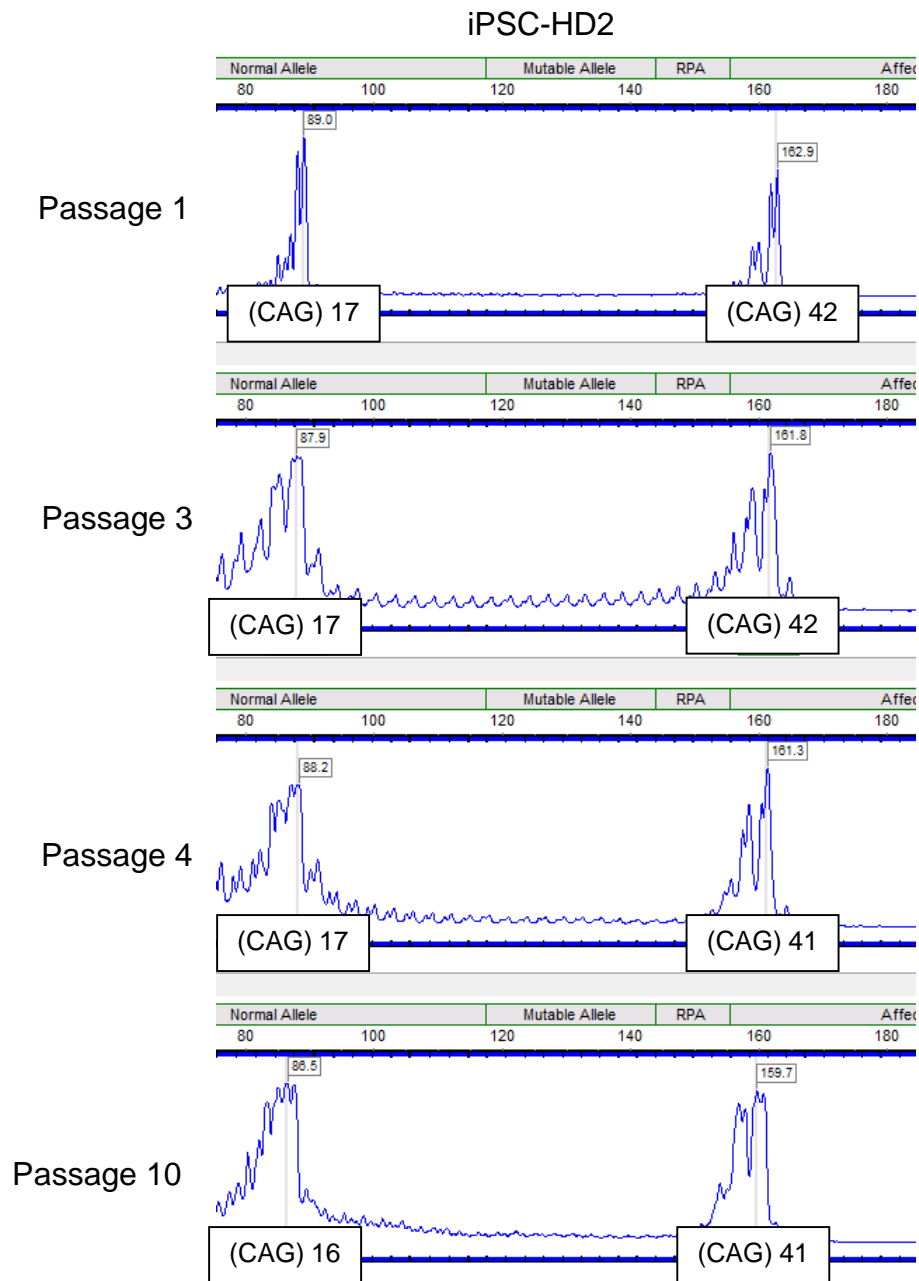 iPSC-HD2
Normal Allele Mutable Allele RPA Affec
80 100 120 140 160 180
89.0
162.9
Passage 1
(CAG) 17 (CAG) 42
Normal Allele Mutable Allele RPA Affec
80 100 120 140 160 180
87.9 161.8
Passage 3
(CAG) 17 (CAG) 42
Normal Allele Mutable Allele RPA Affec
80 100 120 140 160 180
88.2 161.3
Passage 4
(CAG) 17 (CAG) 41
Normal Allele Mutable Allele RPA Affec
80 100 120 140 160 180
86.5 159.7
Passage 10
(CAG) 16 (CAG) 41